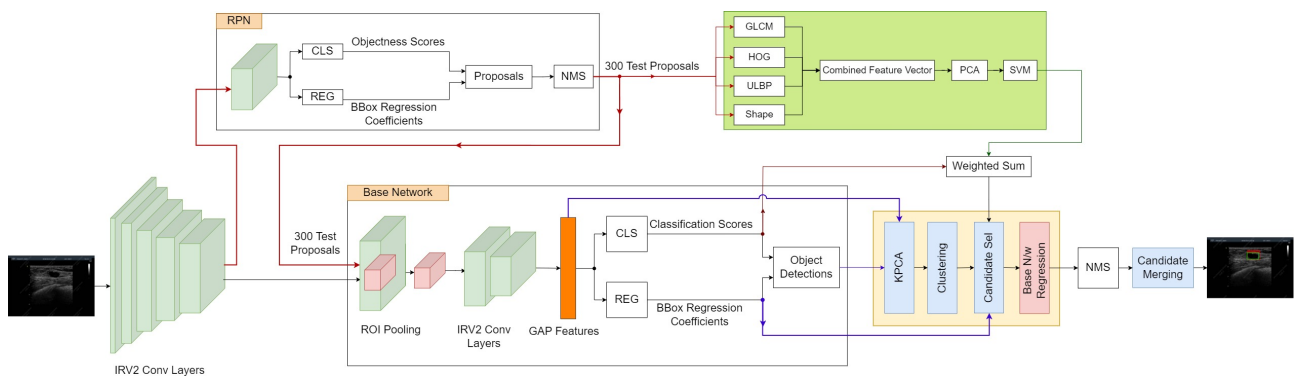 RPN
CLS
Objectness Scores
REG
BBox Regression
Coefficients
Proposals
NMS
300 Test Proposals
GLCM
HOG
ULBP
Shape
Combined Feature Vector
PCA
SVM
Weighted Sum
Base Network
300 Test
Proposals
ROI Pooling
IRV2 Conv
Layers
GAP Features
CLS
Classification Scores
REG
BBox Regression
Coefficients
Object
Detections
KPCA
Clustering
Candidate Sel
Base N/w
Regression
NMS
Candidate
Merging
IRV2 Conv Layers